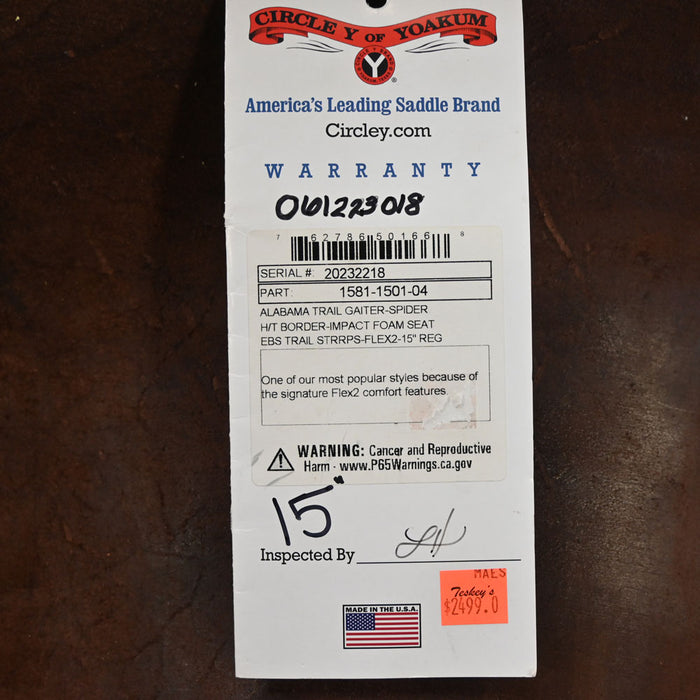 CIRCLE Y OF YOAKUM
Y
®
America's Leading Saddle Brand
Circley.com
WARRANTY
061223018
7 62786 50166 8
SERIAL #: 20232218
PART: 1581-1501-04
ALABAMA TRAIL GAITER-SPIDER
H/T BORDER-IMPACT FOAM SEAT
EBS TRAIL STRRPS-FLEX2-15" REG
One of our most popular styles because of
the signature Flex2 comfort features
WARNING: Cancer and Reproductive
Harm - www.P65Warnings.ca.gov
15"
Inspected By
MAES
Teskey's
$2499.0
MADE IN THE U.S.A.